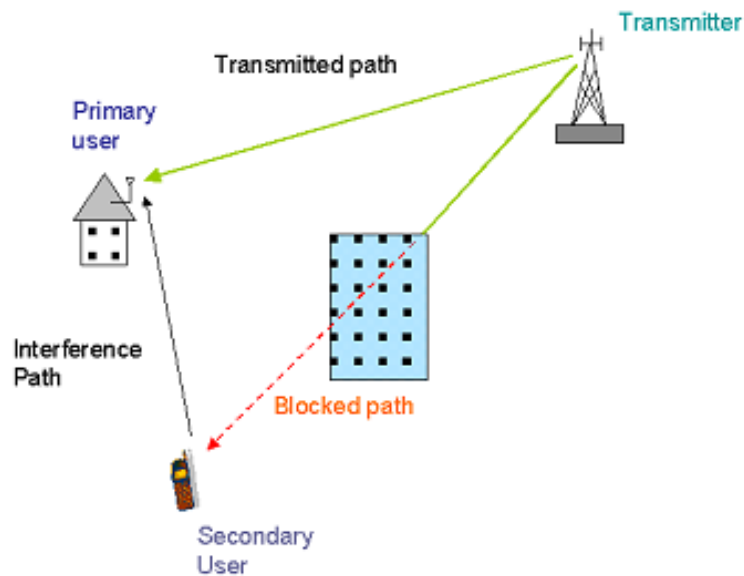 Transmitter
Transmitted path
Primary
user
Interference
Path
Blocked path
Secondary
User